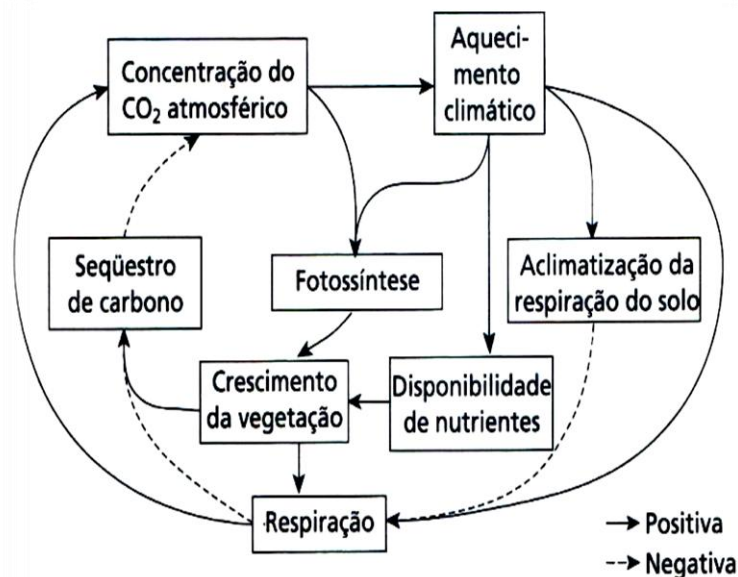 Concentração do
CO₂ atmosférico
Aqueci-
mento
climático
Seqüestro
de carbono
Fotossíntese
Aclimatização da
respiração do solo
Crescimento
da vegetação
Disponibilidade
de nutrientes
Respiração
Positiva
Negativa